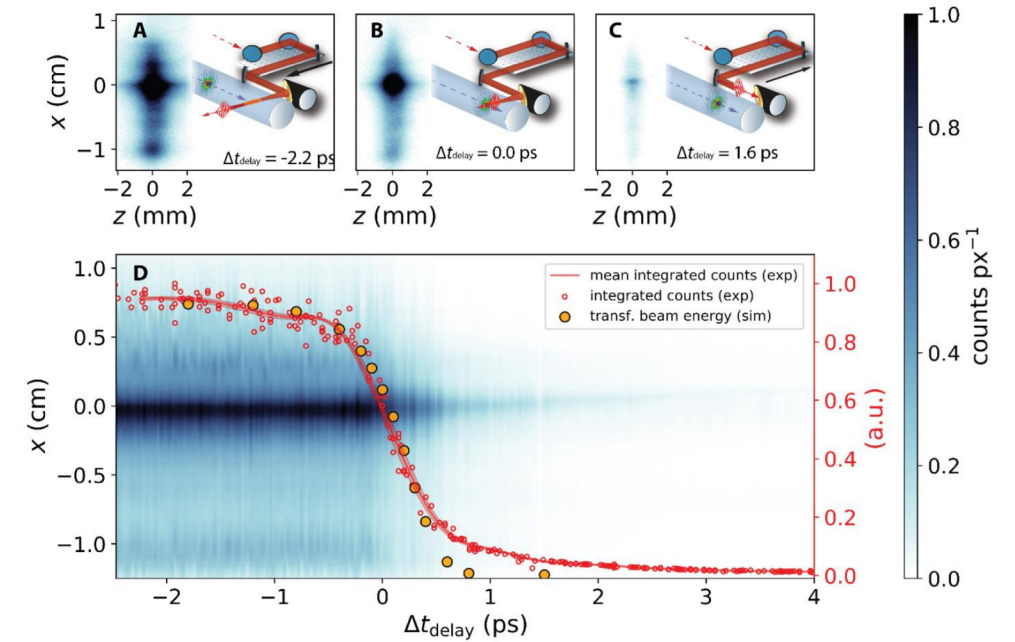 A
B
C
1
0
−1
x (cm)
Δtdelay = -2.2 ps
Δtdelay = 0.0 ps
Δtdelay = 1.6 ps
−2 0 2
−2 0 2
−2 0 2
z (mm)
z (mm)
z (mm)
D
1.0
0.5
0.0
−0.5
−1.0
x (cm)
mean integrated counts (exp)
integrated counts (exp)
transf. beam energy (sim)
1.0
0.8
0.6
0.4
0.2
0.0
(a.u.)
−2 −1 0 1 2 3 4
Δtdelay (ps)
1.0
0.8
0.6
0.4
0.2
0.0
counts px⁻¹